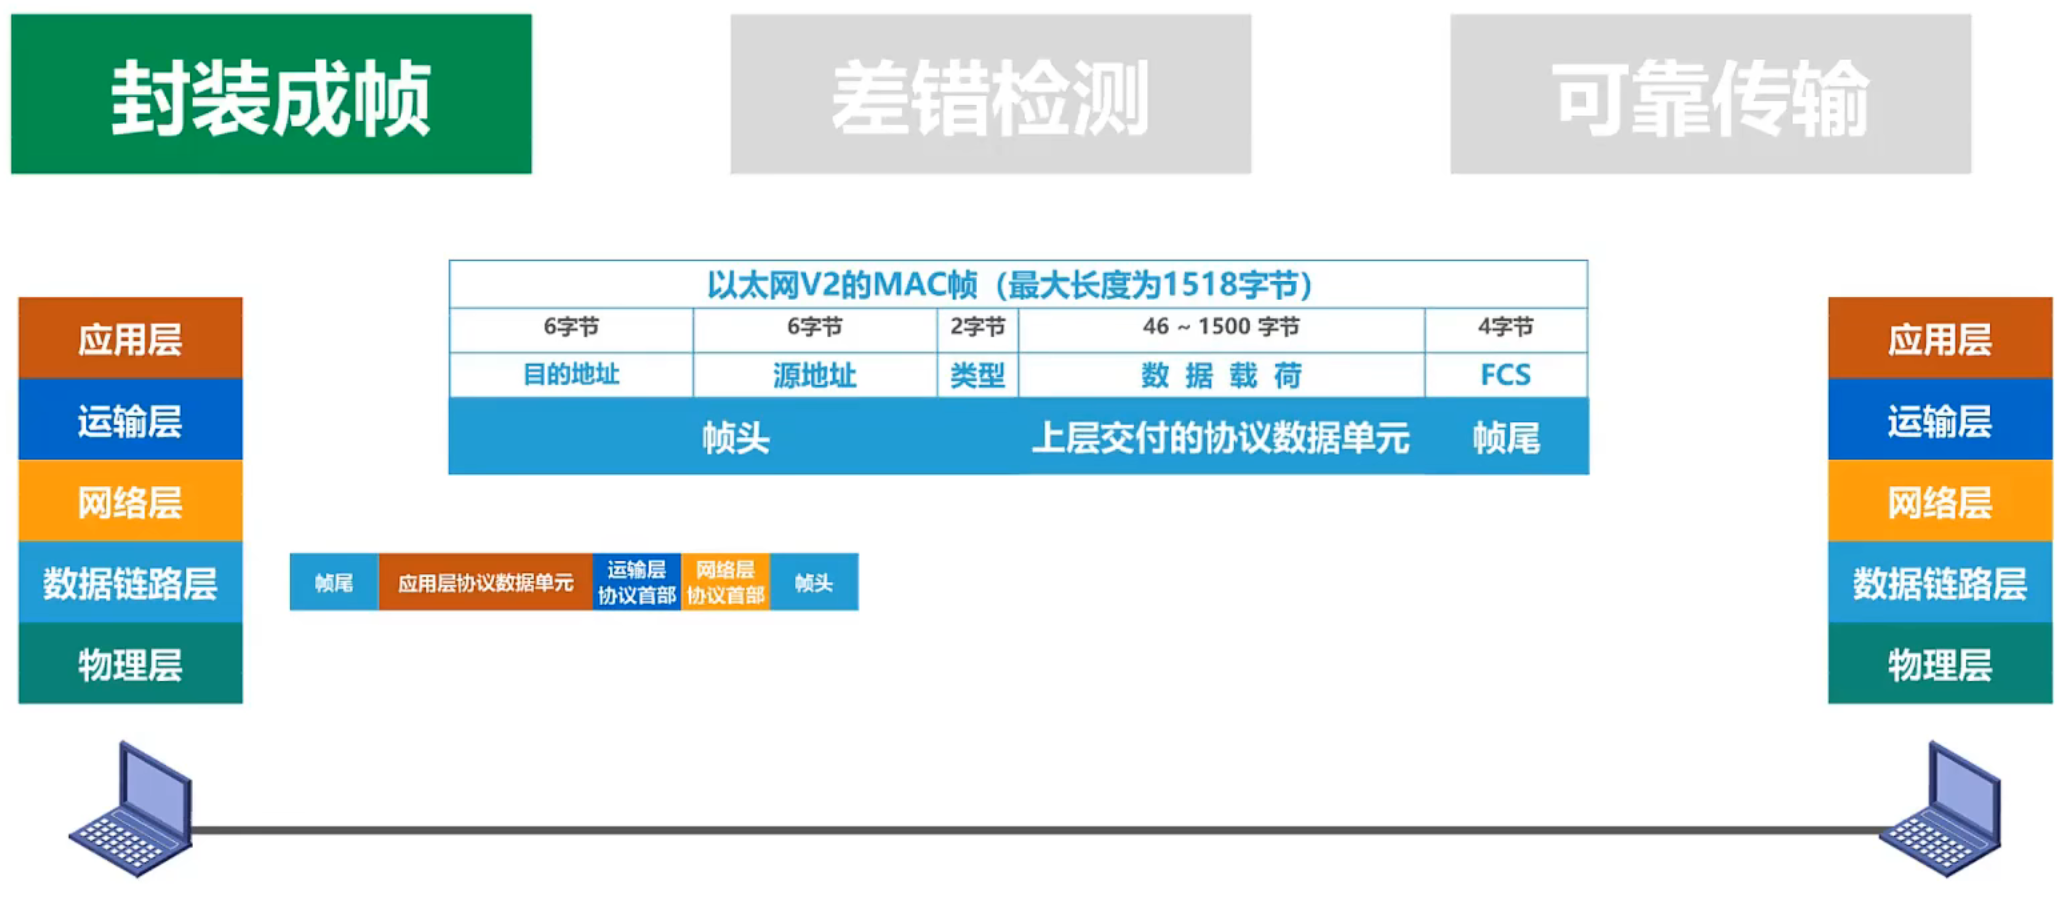 封装成帧
差错检测
可靠传输
以太网V2的MAC帧（最大长度为1518字节）
6字节 6字节 2字节 46 ~ 1500 字节 4字节
目的地址 源地址 类型 数 据 载 荷 FCS
帧头 上层交付的协议数据单元 帧尾
应用层
运输层
网络层
数据链路层
物理层
帧尾
应用层协议数据单元
运输层
协议首部
网络层
协议首部
帧头
应用层
运输层
网络层
数据链路层
物理层